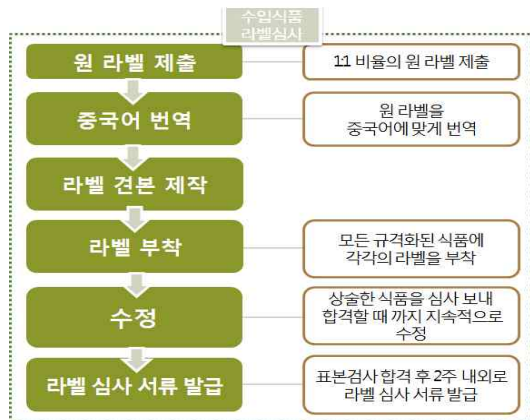 수입식품
라벨심사
원 라벨 제출
1:1 비율의 원 라벨 제출
중국어 번역
원 라벨을
중국어에 맞게 번역
라벨 견본 제작
라벨 부착
모든 규격화된 식품에
각각의 라벨을 부착
수정
상술한 식품을 심사 보내
합격할 때 까지 지속적으로
수정
라벨 심사 서류 발급
표본검사 합격 후 2주 내외로
라벨 심사 서류 발급